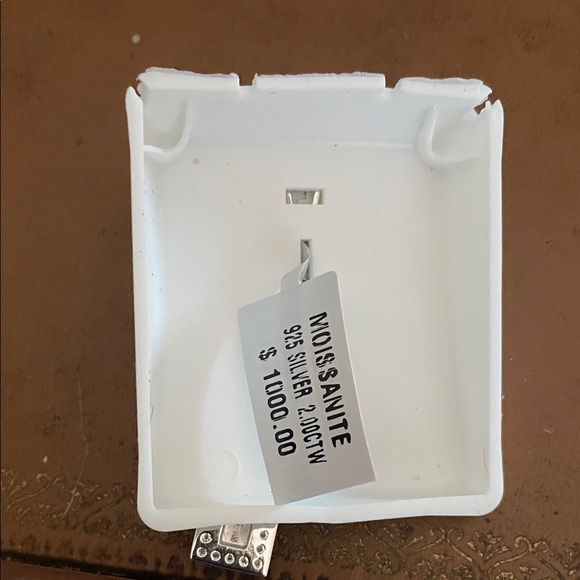 MOISSANITE
925 SILVER 2.00CTW
$ 1000.00